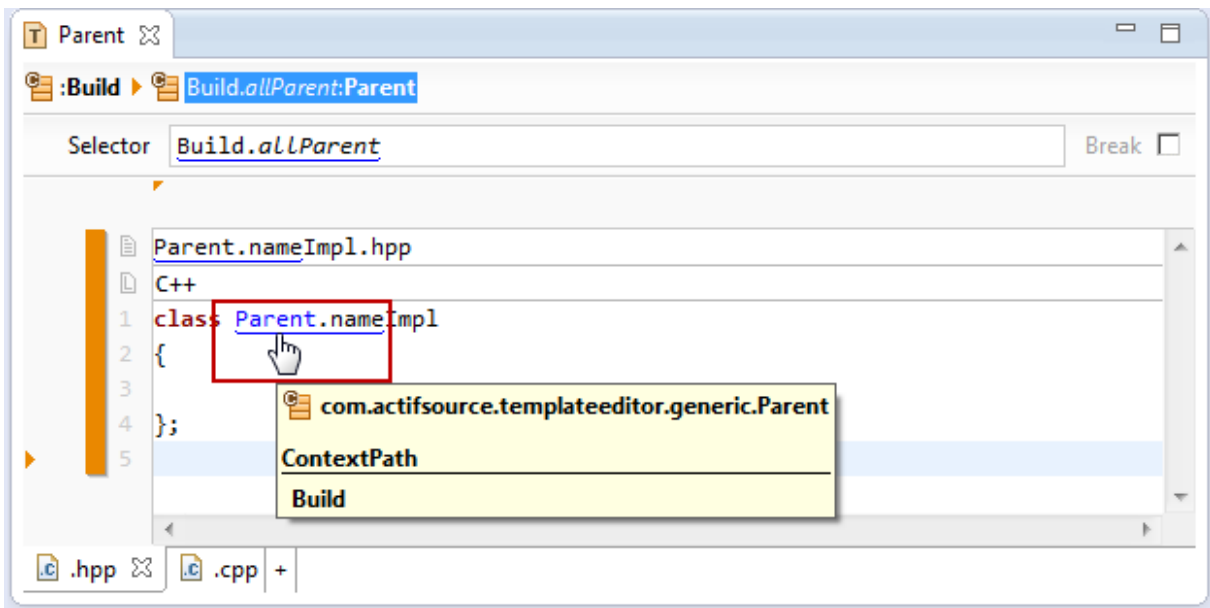 Parent
:Build Build.allParent:Parent
Selector Build.allParent Break
Parent.nameImpl.hpp
C++
1 class Parent.nameImpl
2 {
3
4 };
5
com.actifsource.templateeditor.generic.Parent
ContextPath
Build
.hpp .cpp +